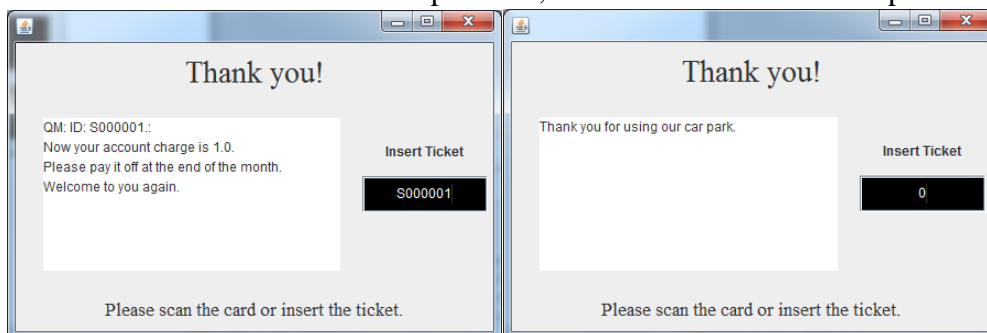 Thank you!
QM: ID: S000001.:
Now your account charge is 1.0.
Please pay it off at the end of the month.
Welcome to you again.
Insert Ticket
S000001
Please scan the card or insert the ticket.
Thank you!
Thank you for using our car park.
Insert Ticket
0
Please scan the card or insert the ticket.